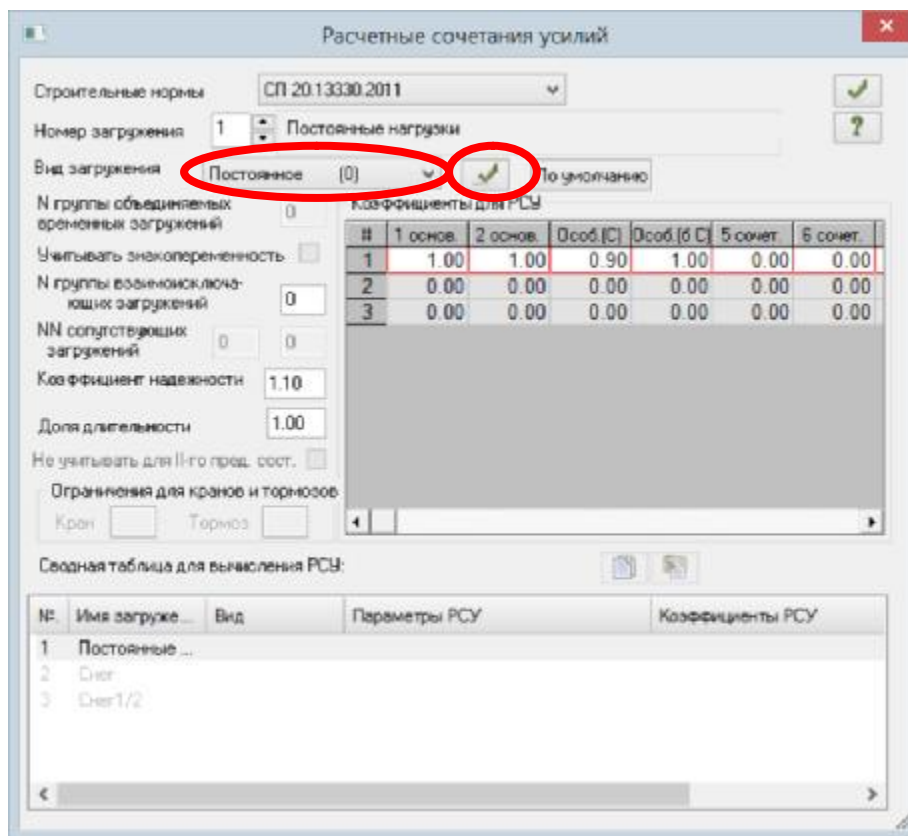 Расчетные сочетания усилий
Строительные нормы СП 20.13330.2011
Номер загружения 1 Постоянные нагрузки
Вид загружения Постоянное (0) По умолчанию
N группы объединяемых
временных загружений 0
Учитывать знакопеременность
N группы взаимоисключа-
ющих загружений 0
NN сопутствующих
загружений 0 0
Коэффициент надежности 1.10
Доля длительности 1.00
Не учитывать для II-го пред. сост.
Ограничения для кранов и тормозов
Кран Тормоз
Коэффициенты для РСУ
# 1 основ. 2 основ. Особ.(С) Особ.(б С) 5 сочет. 6 сочет.
1 1.00 1.00 0.90 1.00 0.00 0.00
2 0.00 0.00 0.00 0.00 0.00 0.00
3 0.00 0.00 0.00 0.00 0.00 0.00
Сводная таблица для вычисления РСУ:
№. Имя загруже... Вид Параметры РСУ Коэффициенты РСУ
1 Постоянные ...
2 Снег
3 Снег1/2